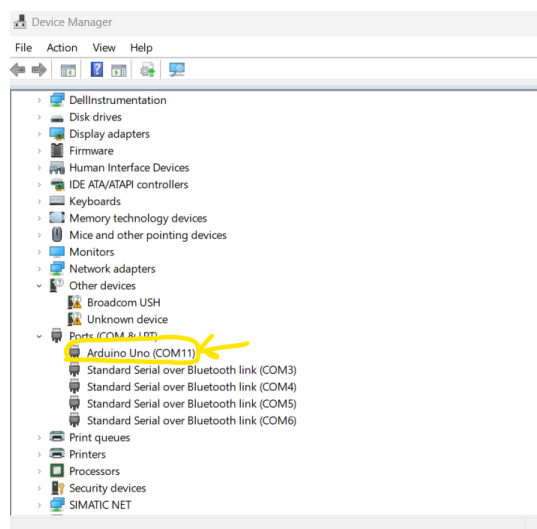 Device Manager
File Action View Help
DellInstrumentation
Disk drives
Display adapters
Firmware
Human Interface Devices
IDE ATA/ATAPI controllers
Keyboards
Memory technology devices
Mice and other pointing devices
Monitors
Network adapters
Other devices
Broadcom USH
Unknown device
Ports (COM & LPT)
Arduino Uno (COM11)
Standard Serial over Bluetooth link (COM3)
Standard Serial over Bluetooth link (COM4)
Standard Serial over Bluetooth link (COM5)
Standard Serial over Bluetooth link (COM6)
Print queues
Printers
Processors
Security devices
SIMATIC NET